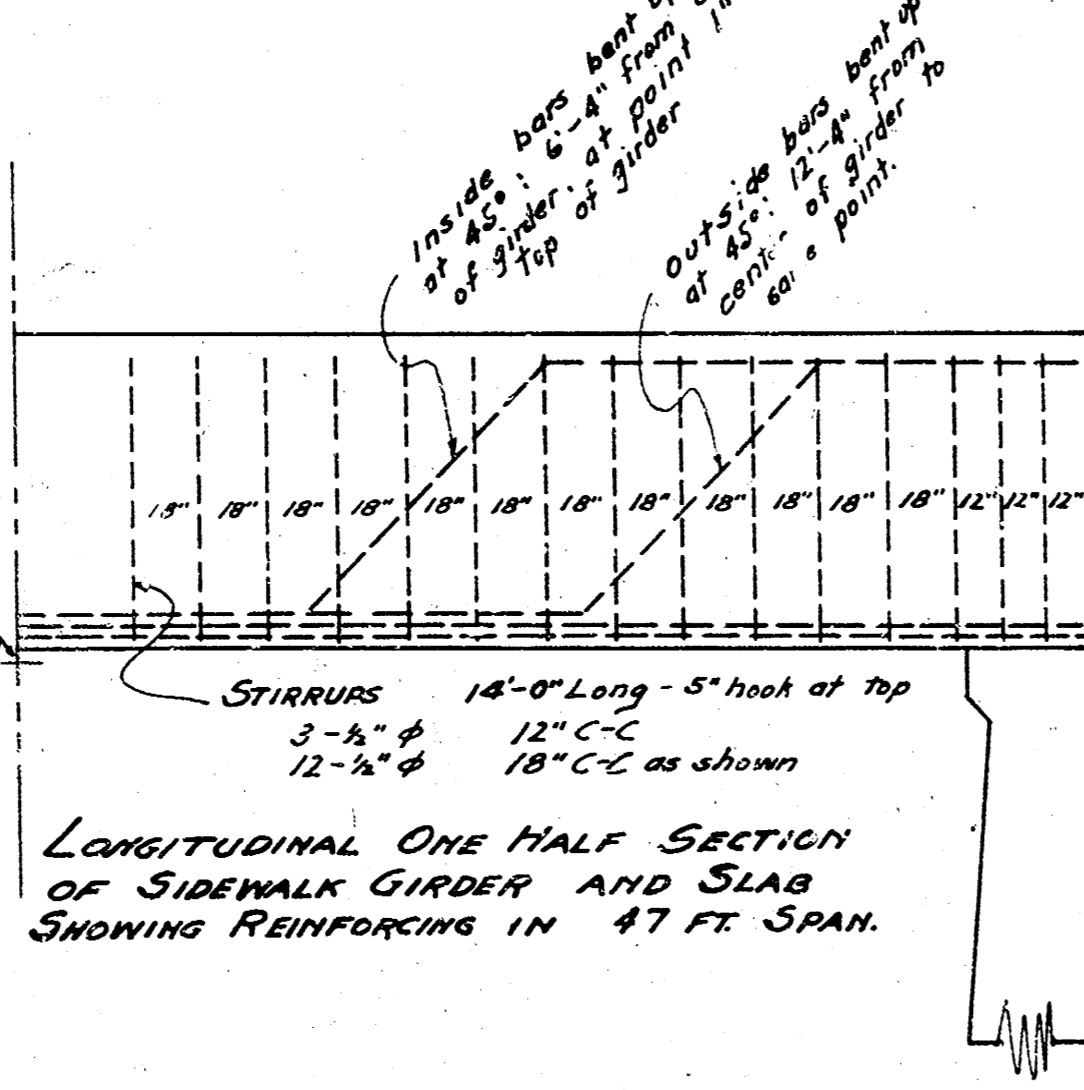 inside bars bent
at 45°; 6'-4" from
of girder, at point 1"
top of girder
outside bars bent up
at 45°; 12'-4" from
of girder to
point.
18" 18" 18" 18" 18" 18" 18" 18" 18" 18" 18" 18" 12" 12" 12"
STIRRUPS 14'-0" Long - 5" hook at top
3-½" ϕ 12" C-C
12-½" ϕ 18" C-C as shown
LONGITUDINAL ONE HALF SECTION
OF SIDEWALK GIRDER AND SLAB
SHOWING REINFORCING IN 47 FT. SPAN.